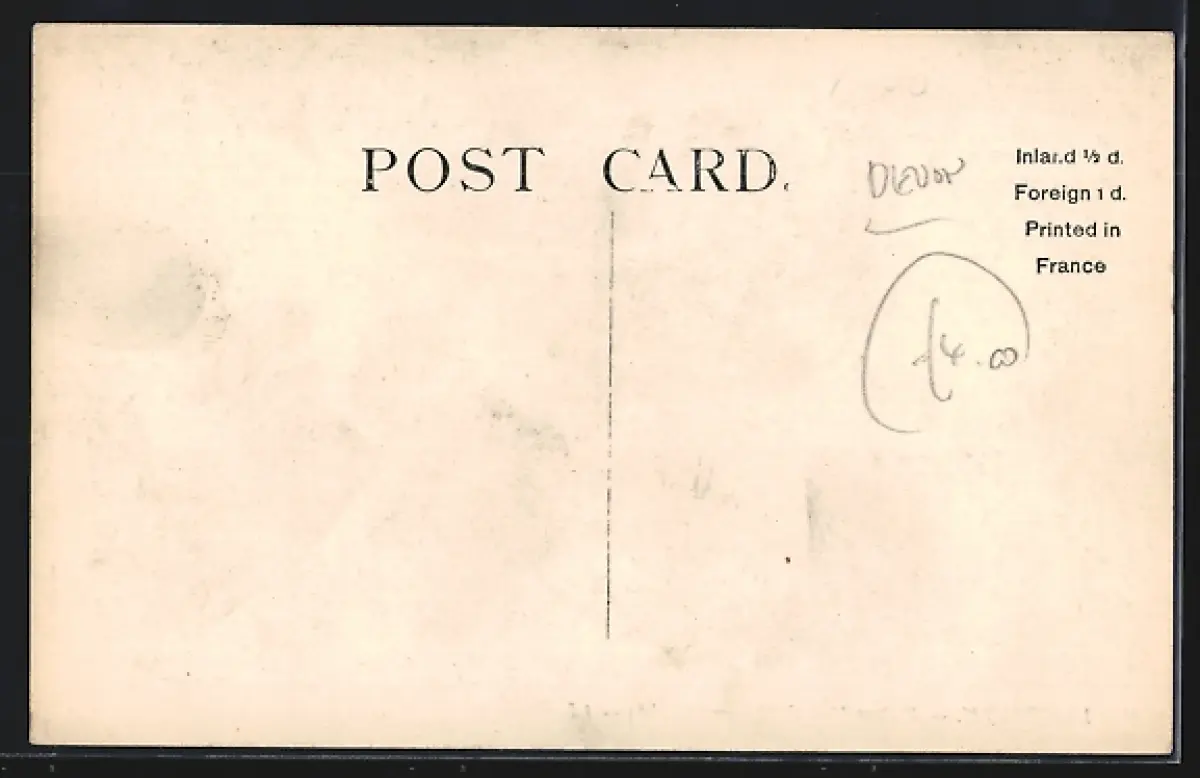 POST CARD.
DEVON
Inland ½ d.
Foreign 1 d.
Printed in
France
£4.00